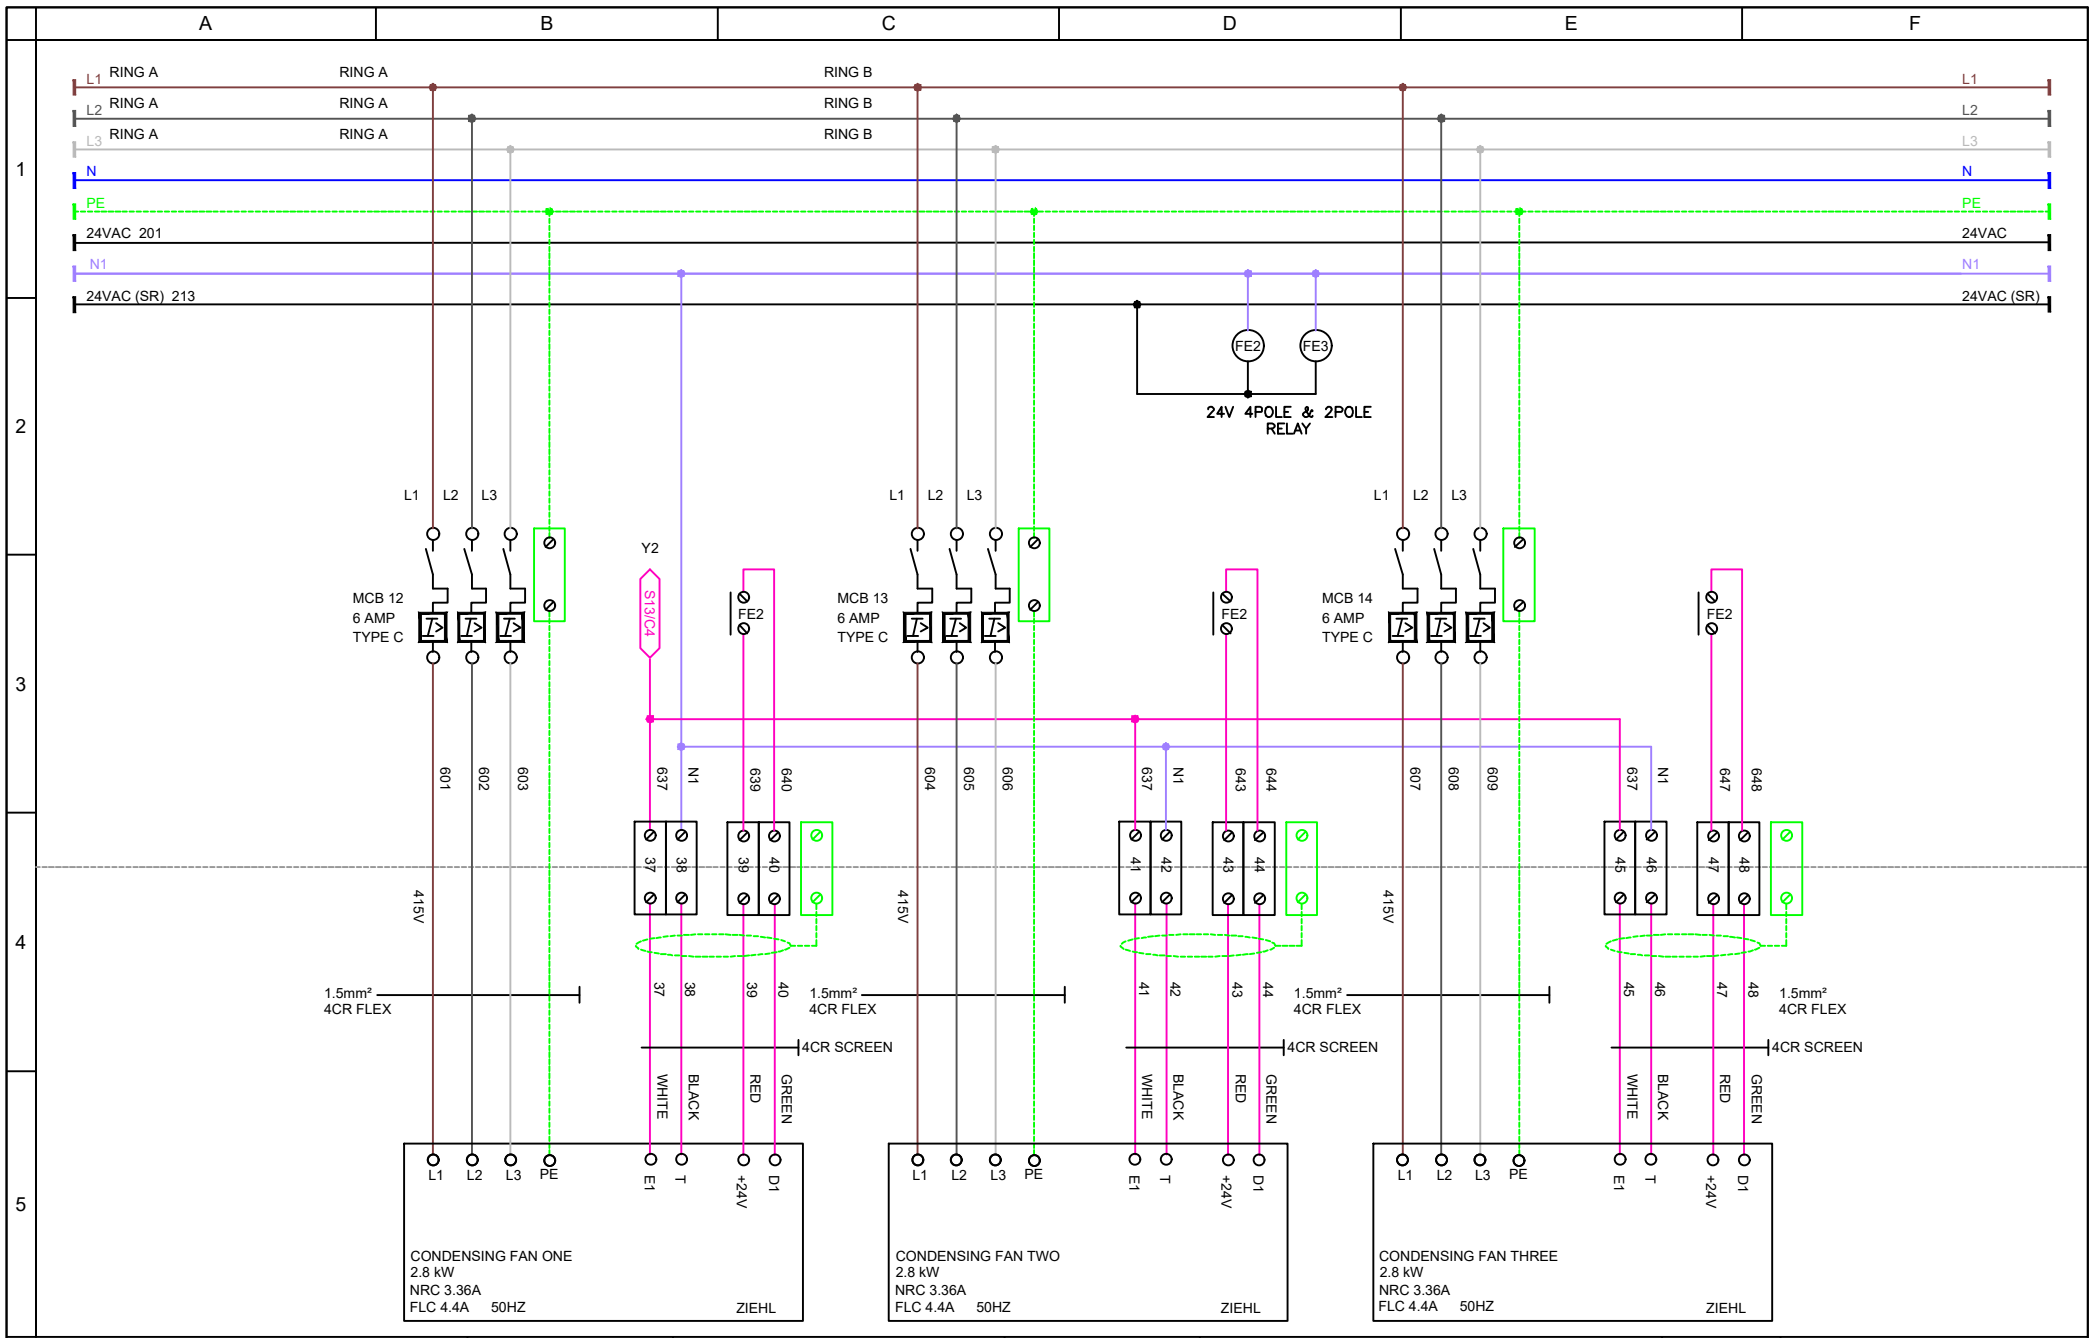 A B C D E F
L1 RING A RING A RING B L1
L2 RING A RING A RING B L2
L3 RING A RING A RING B L3
1
N N
PE PE
24VAC 201 24VAC
N1 N1
24VAC (SR) 213 24VAC (SR)
FE2 FE3
24V 4POLE & 2POLE
RELAY
2
L1 L2 L3 L1 L2 L3 L1 L2 L3
Y2
S13/C4
MCB 12
6 AMP
TYPE C
FE2
MCB 13
6 AMP
TYPE C
FE2
MCB 14
6 AMP
TYPE C
FE2
3
601 602 603 637 N1 639 640 604 605 606 637 N1 643 644 607 608 609 637 N1 647 648
37 38 39 40 41 42 43 44 45 46 47 48
415V 415V 415V
4
37 38 39 40 41 42 43 44 45 46 47 48
1.5mm²
4CR FLEX
1.5mm²
4CR FLEX
1.5mm²
4CR FLEX
1.5mm²
4CR FLEX
4CR SCREEN 4CR SCREEN 4CR SCREEN
WHITE BLACK RED GREEN WHITE BLACK RED GREEN WHITE BLACK RED GREEN
5
L1 L2 L3 PE E1 T +24V D1
CONDENSING FAN ONE
2.8 kW
NRC 3.36A
FLC 4.4A 50HZ ZIEHL
L1 L2 L3 PE E1 T +24V D1
CONDENSING FAN TWO
2.8 kW
NRC 3.36A
FLC 4.4A 50HZ ZIEHL
L1 L2 L3 PE E1 T +24V D1
CONDENSING FAN THREE
2.8 kW
NRC 3.36A
FLC 4.4A 50HZ ZIEHL